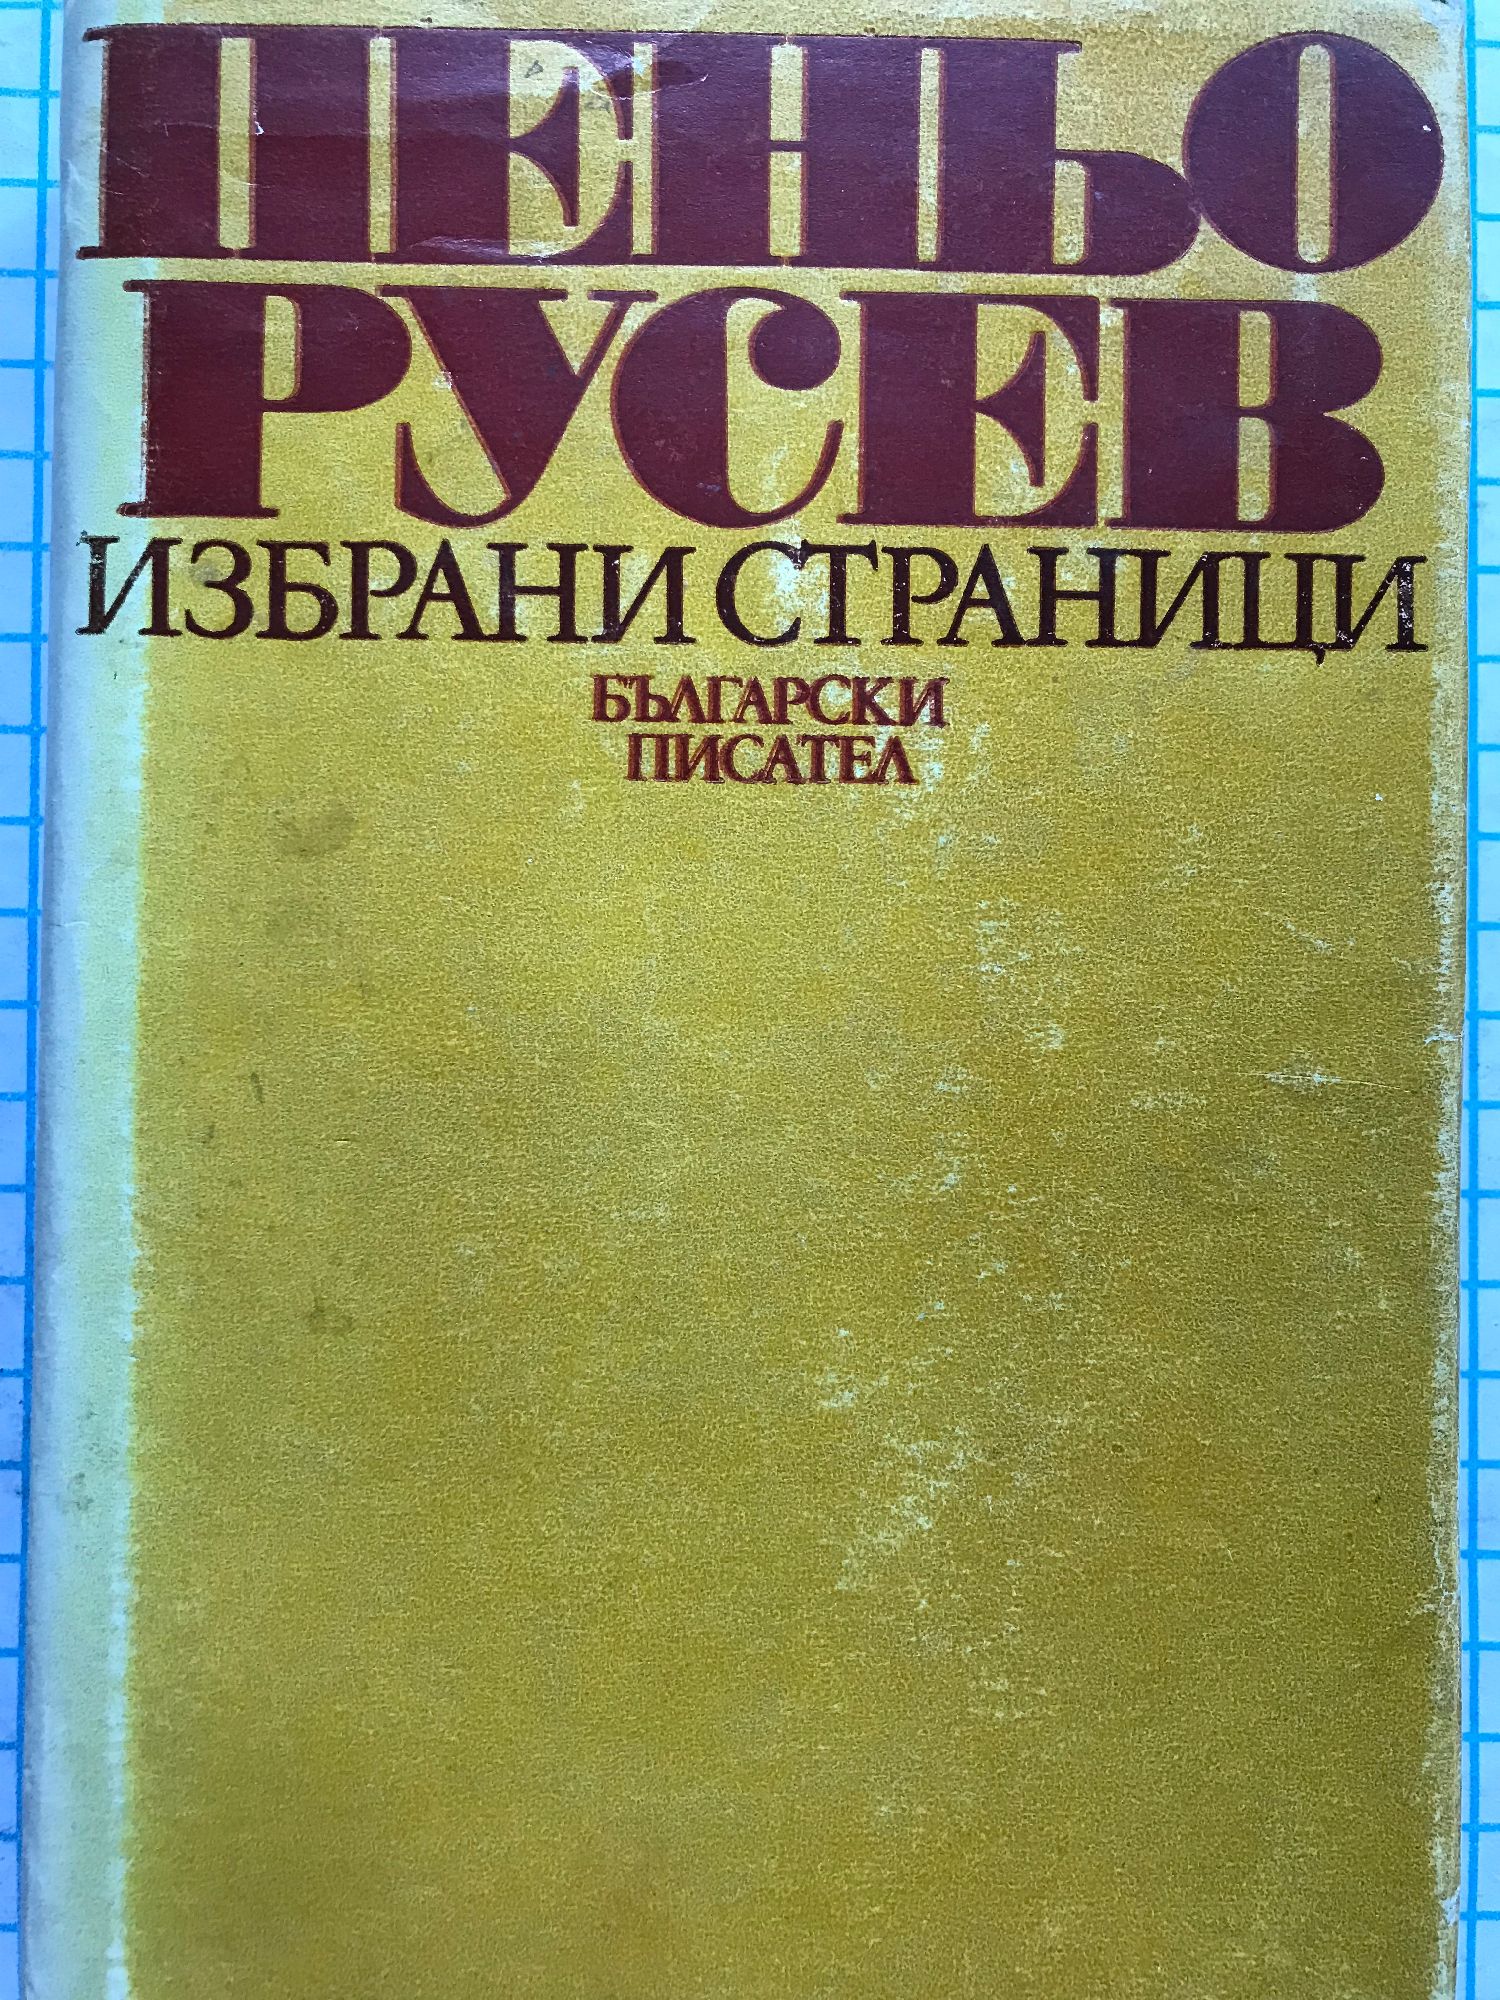 ПЕНЬО
РУСЕВ
ИЗБРАНИ СТРАНИЦИ
БЪЛГАРСКИ
ПИСАТЕЛ